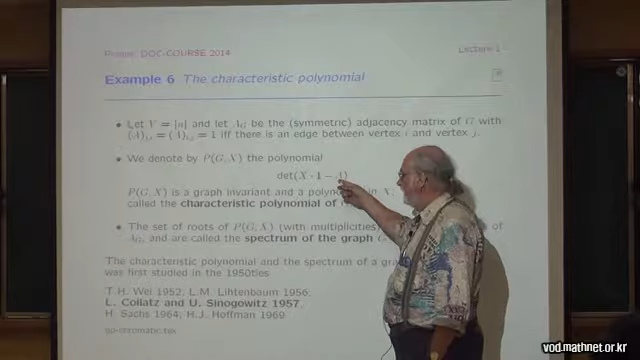 Prague, DOC-COURSE 2014
Lecture 1
Example 6 The characteristic polynomial
• Let V = [n] and let A_G be the (symmetric) adjacency matrix of G with
(A)_{i,j} = (A)_{j,i} = 1 iff there is an edge between vertex i and vertex j.
• We denote by P(G, X) the polynomial
det(X · 1 − A)
P(G, X) is a graph invariant and a in X,
called the characteristic polynomial of
• The set of roots of P(G, X) (with multiplicities) of
A_G, and are called the spectrum of the graph
The characteristic polynomial and the spectrum of a
was first studied in the 1950ties
T.H. Wei 1952, L.M. Lihtenbaum 1956,
L. Collatz and U. Sinogowitz 1957,
H. Sachs 1964, H.J. Hoffman 1969
gp-chromatic.tex
vod.mathnet.or.kr